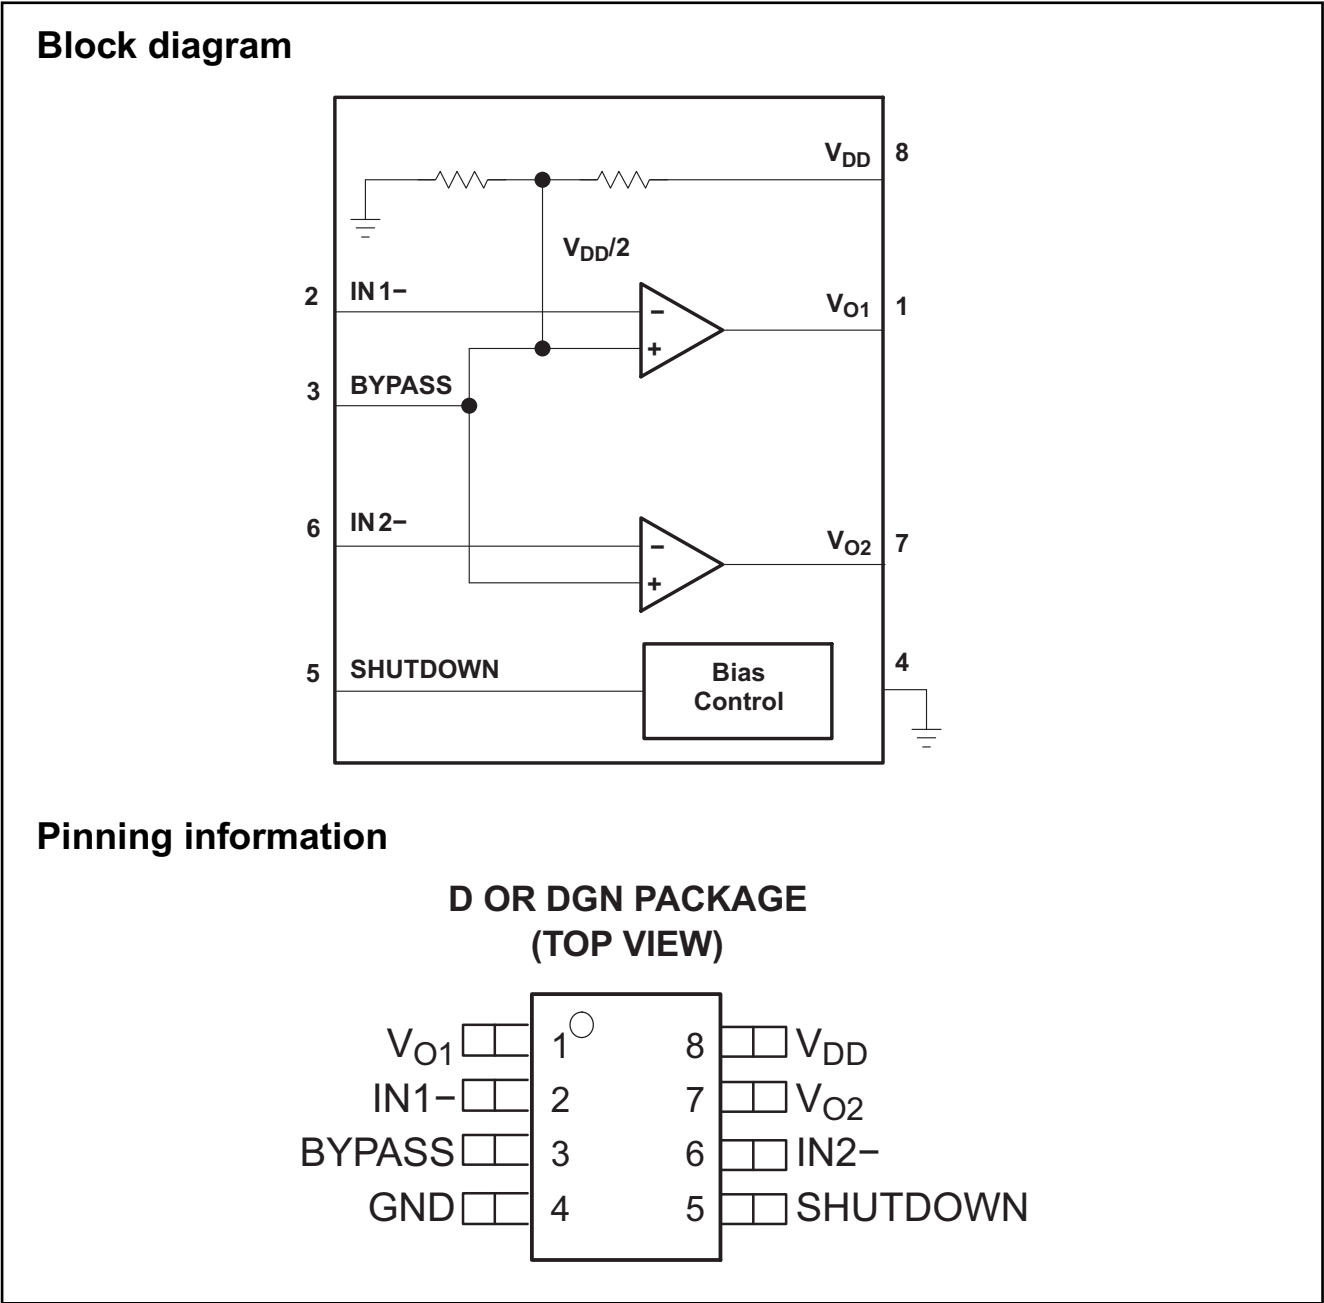 Block diagram
VDD 8
VDD/2
2 IN1− − VO1 1
+
3 BYPASS
6 IN2− − VO2 7
+
5 SHUTDOWN Bias Control 4
Pinning information
D OR DGN PACKAGE
(TOP VIEW)
VO1 1 8 VDD
IN1− 2 7 VO2
BYPASS 3 6 IN2−
GND 4 5 SHUTDOWN